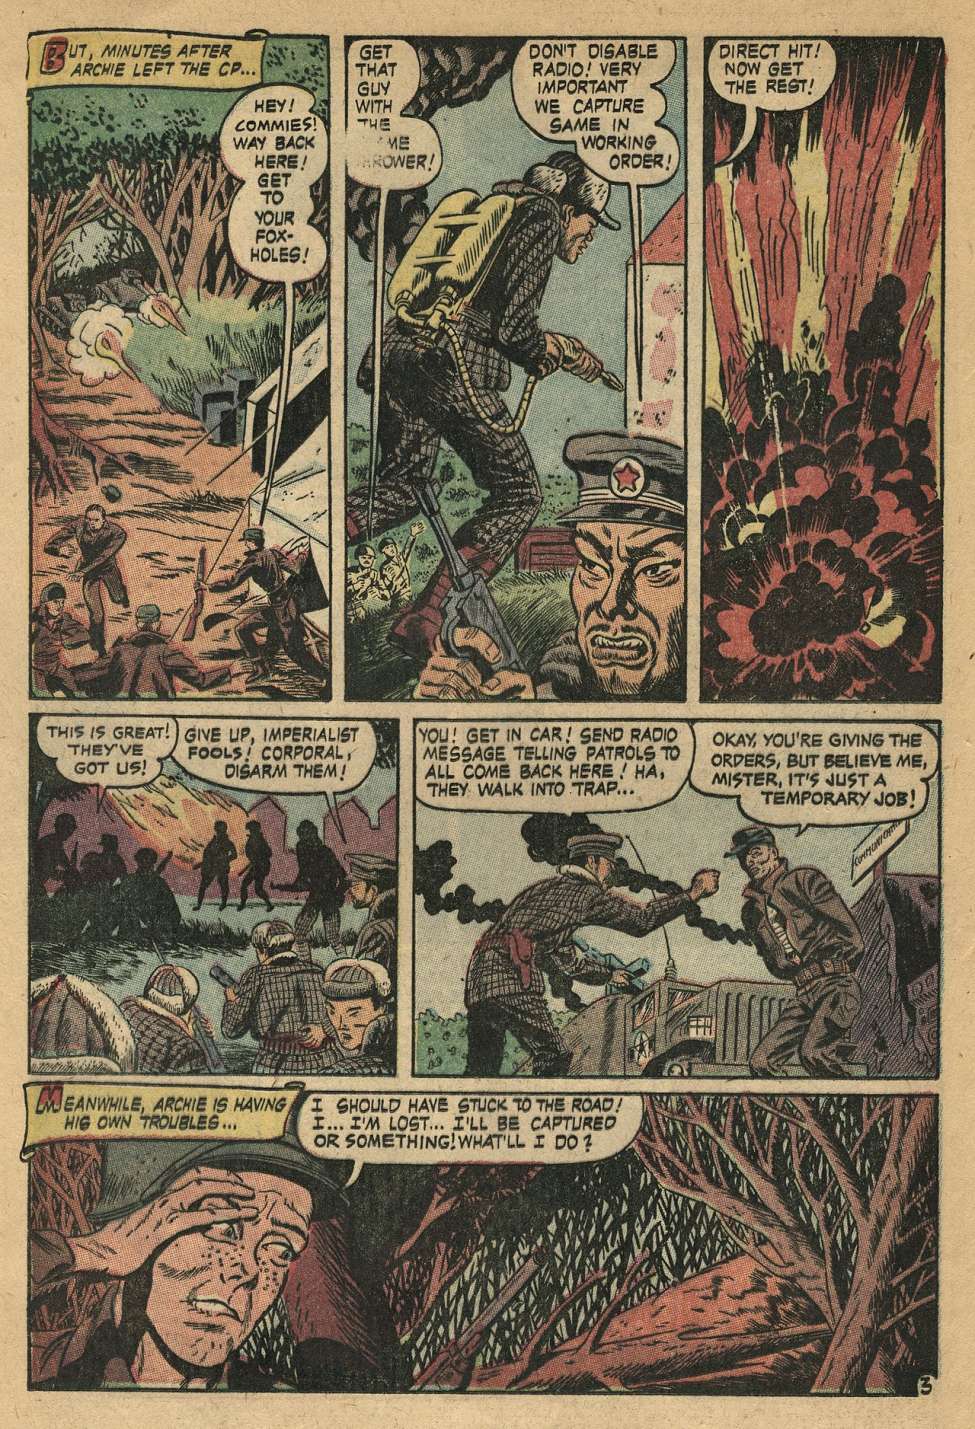 BUT, MINUTES AFTER
ARCHIE LEFT THE CP...
HEY!
COMMIES!
WAY BACK
HERE!
GET
TO
YOUR
FOX-
HOLES!
GET
THAT
GUY
WITH
THE
ME
THROWER!
DON'T DISABLE
RADIO! VERY
IMPORTANT
WE CAPTURE
SAME IN
WORKING
ORDER!
DIRECT HIT!
NOW GET
THE REST!
THIS IS GREAT!
THEY'VE
GOT US!
GIVE UP, IMPERIALIST
FOOLS! CORPORAL,
DISARM THEM!
YOU! GET IN CAR! SEND RADIO
MESSAGE TELLING PATROLS TO
ALL COME BACK HERE! HA,
THEY WALK INTO TRAP...
OKAY, YOU'RE GIVING THE
ORDERS, BUT BELIEVE ME,
MISTER, IT'S JUST A
TEMPORARY JOB!
MEANWHILE, ARCHIE IS HAVING
HIS OWN TROUBLES...
I SHOULD HAVE STUCK TO THE ROAD!
I... I'M LOST... I'LL BE CAPTURED
OR SOMETHING! WHAT'LL I DO?
3